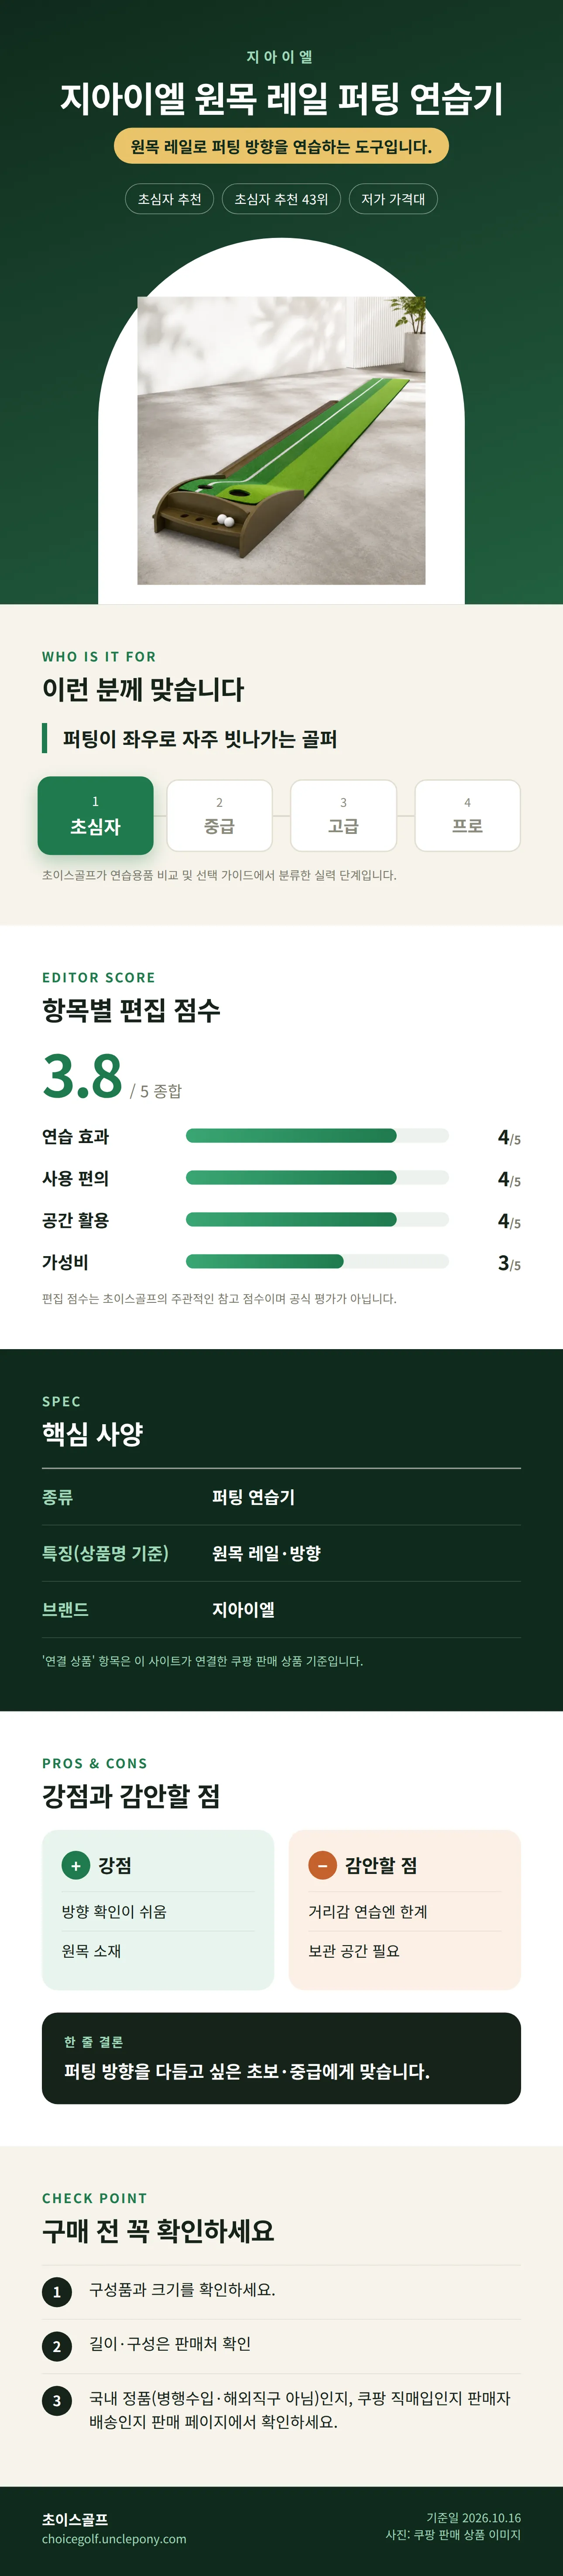 지아이엘
지아이엘 원목 레일 퍼팅 연습기
원목 레일로 퍼팅 방향을 연습하는 도구입니다.
초심자 추천
초심자 추천 43위
저가 가격대
WHO IS IT FOR
이런 분께 맞습니다
퍼팅이 좌우로 자주 빗나가는 골퍼
1
초심자
2
중급
3
고급
4
프로
초이스골프가 연습용품 비교 및 선택 가이드에서 분류한 실력 단계입니다.
EDITOR SCORE
항목별 편집 점수
3.8 / 5 종합
연습 효과 4/5
사용 편의 4/5
공간 활용 4/5
가성비 3/5
편집 점수는 초이스골프의 주관적인 참고 점수이며 공식 평가가 아닙니다.
SPEC
핵심 사양
종류 퍼팅 연습기
특징(상품명 기준) 원목 레일·방향
브랜드 지아이엘
'연결 상품' 항목은 이 사이트가 연결한 쿠팡 판매 상품 기준입니다.
PROS & CONS
강점과 감안할 점
+ 강점
방향 확인이 쉬움
원목 소재
− 감안할 점
거리감 연습엔 한계
보관 공간 필요
한 줄 결론
퍼팅 방향을 다듬고 싶은 초보·중급에게 맞습니다.
CHECK POINT
구매 전 꼭 확인하세요
1 구성품과 크기를 확인하세요.
2 길이·구성은 판매처 확인
3 국내 정품(병행수입·해외직구 아님)인지, 쿠팡 직매입인지 판매자
배송인지 판매 페이지에서 확인하세요.
초이스골프
choicegolf.unclepony.com
기준일 2026.10.16
사진: 쿠팡 판매 상품 이미지